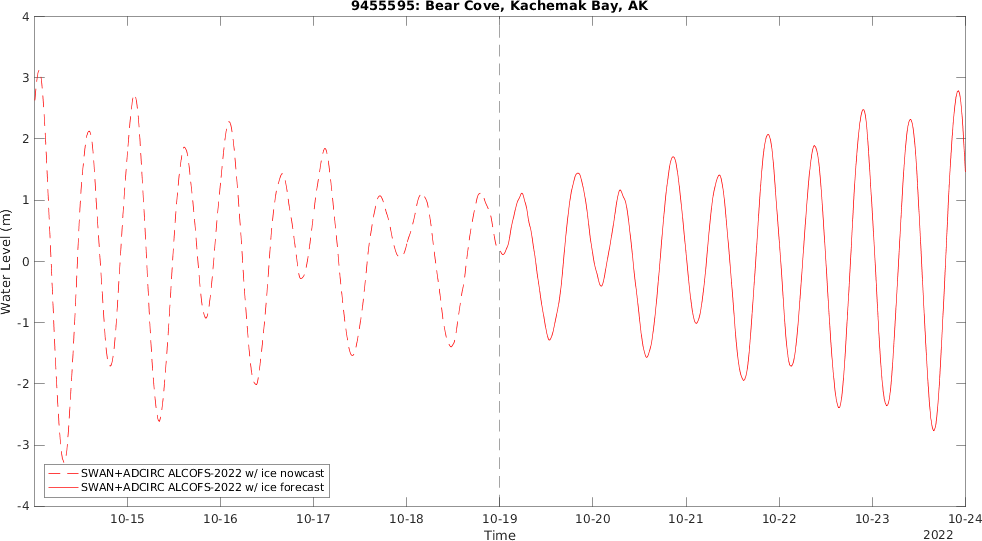 9455595: Bear Cove, Kachemak Bay, AK
4
3
2
1
0
-1
-2
-3
-4
Water Level (m)
SWAN+ADCIRC ALCOFS-2022 w/ ice nowcast
SWAN+ADCIRC ALCOFS-2022 w/ ice forecast
10-15 10-16 10-17 10-18 10-19 10-20 10-21 10-22 10-23 10-24
Time
2022